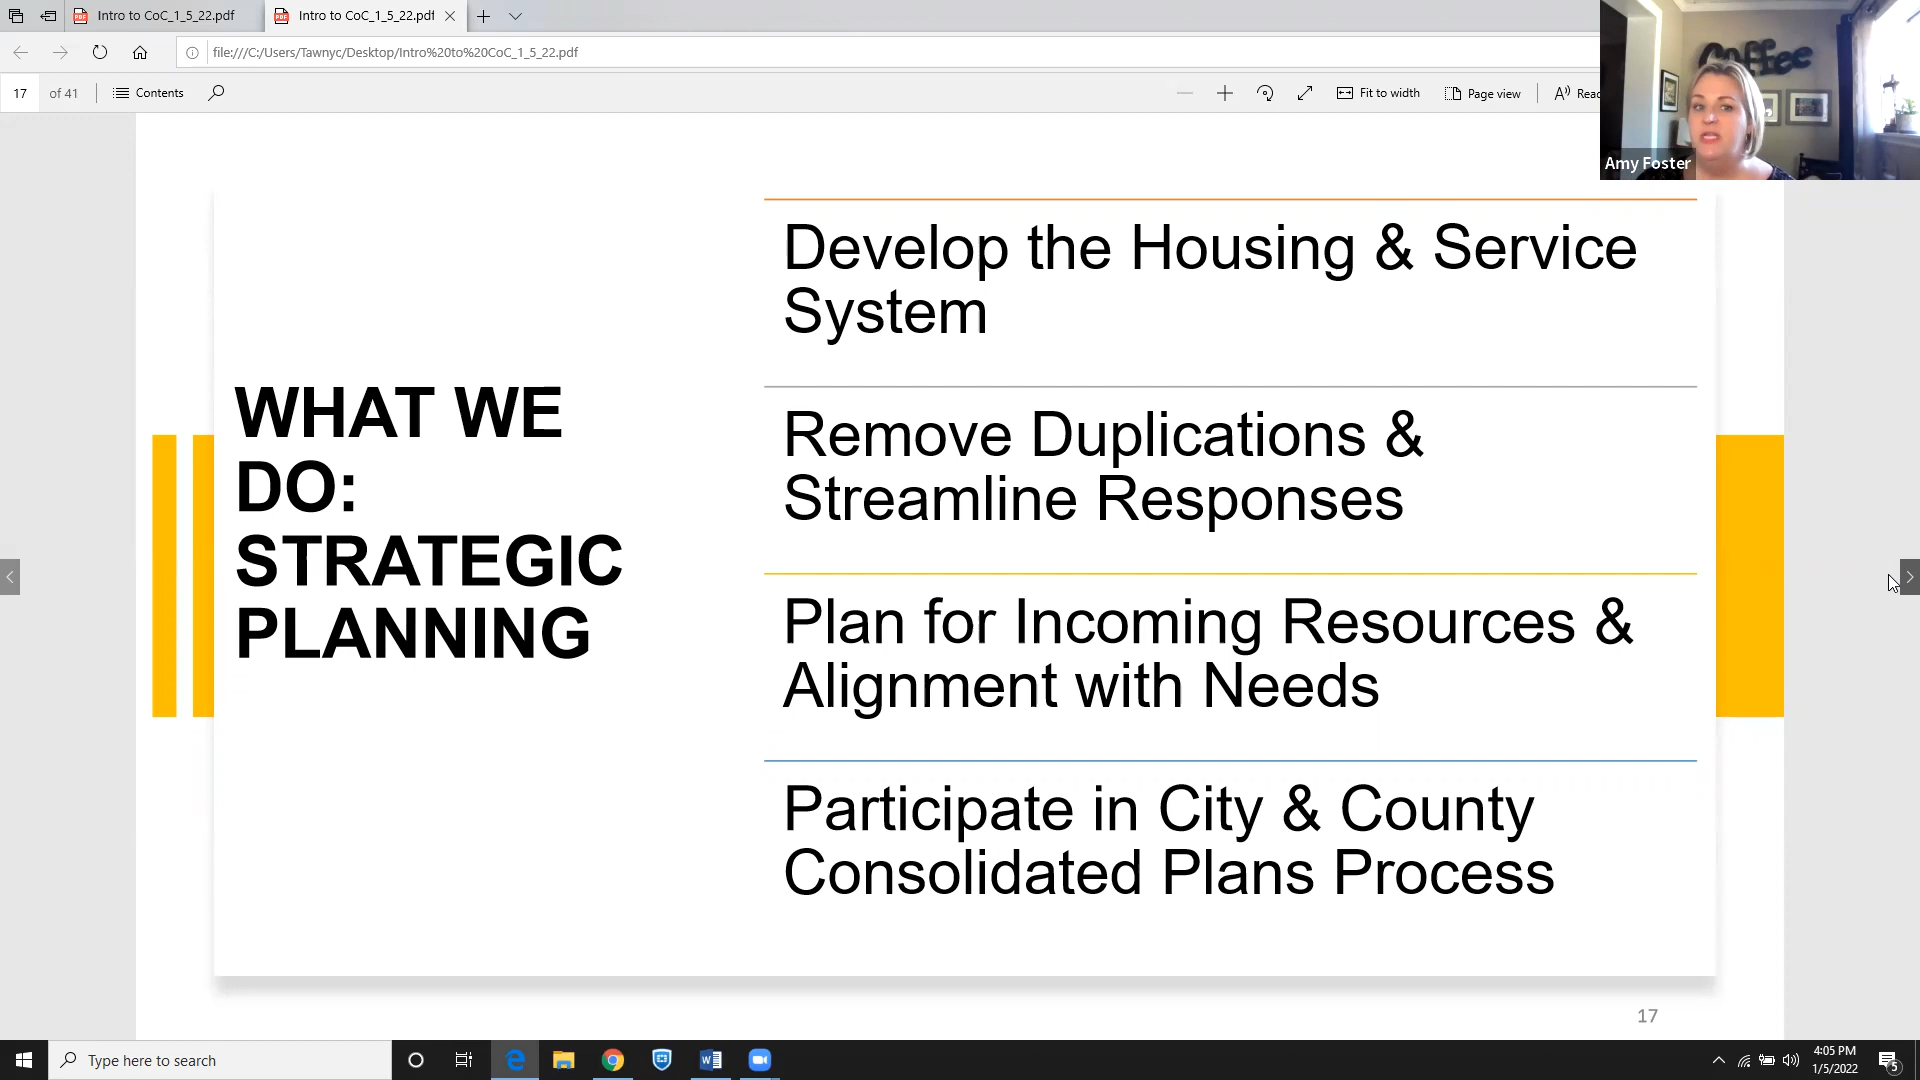 Intro to CoC_1_5_22.pdf
Intro to CoC_1_5_22.pdf
file:///C:/Users/Tawnyc/Desktop/Intro%20to%20CoC_1_5_22.pdf
17 of 41
Contents
Fit to width
Page view
Read
Coffee
Amy Foster
WHAT WE
DO:
STRATEGIC
PLANNING
Develop the Housing & Service
System
Remove Duplications &
Streamline Responses
Plan for Incoming Resources &
Alignment with Needs
Participate in City & County
Consolidated Plans Process
17
Type here to search
4:05 PM
1/5/2022
5